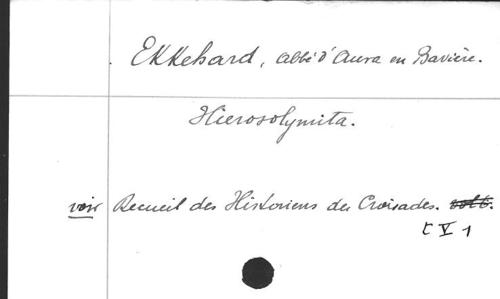 Ekkehard, abbé d'Aura en Bavière.
Hierosolymita.
voir Recueil des Historiens des Croisades.
t V 1